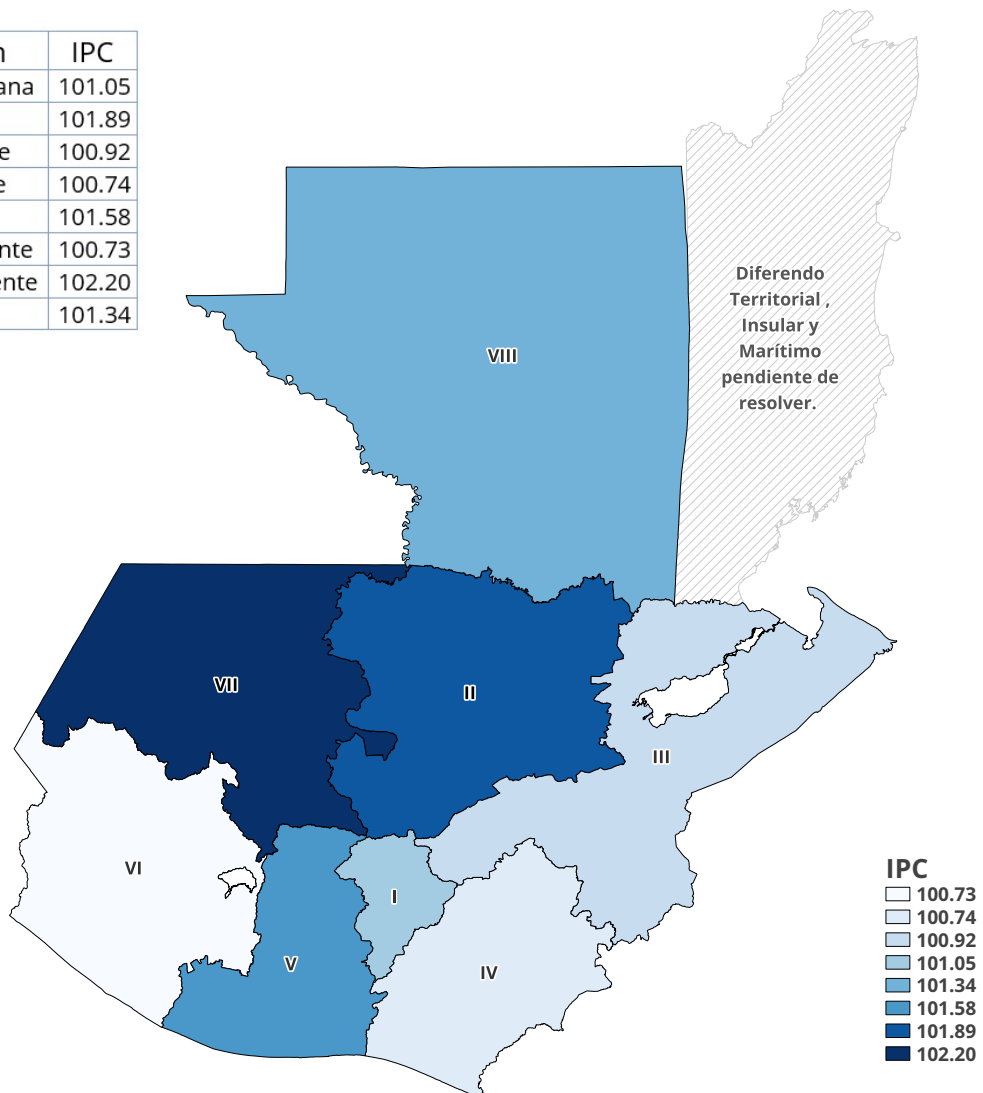 n IPC
ana 101.05
101.89
e 100.92
e 100.74
101.58
nte 100.73
ente 102.20
101.34
Diferendo
Territorial ,
Insular y
Marítimo
pendiente de
resolver.
VIII
VII
II
III
VI
I
V
IV
IPC
100.73
100.74
100.92
101.05
101.34
101.58
101.89
102.20